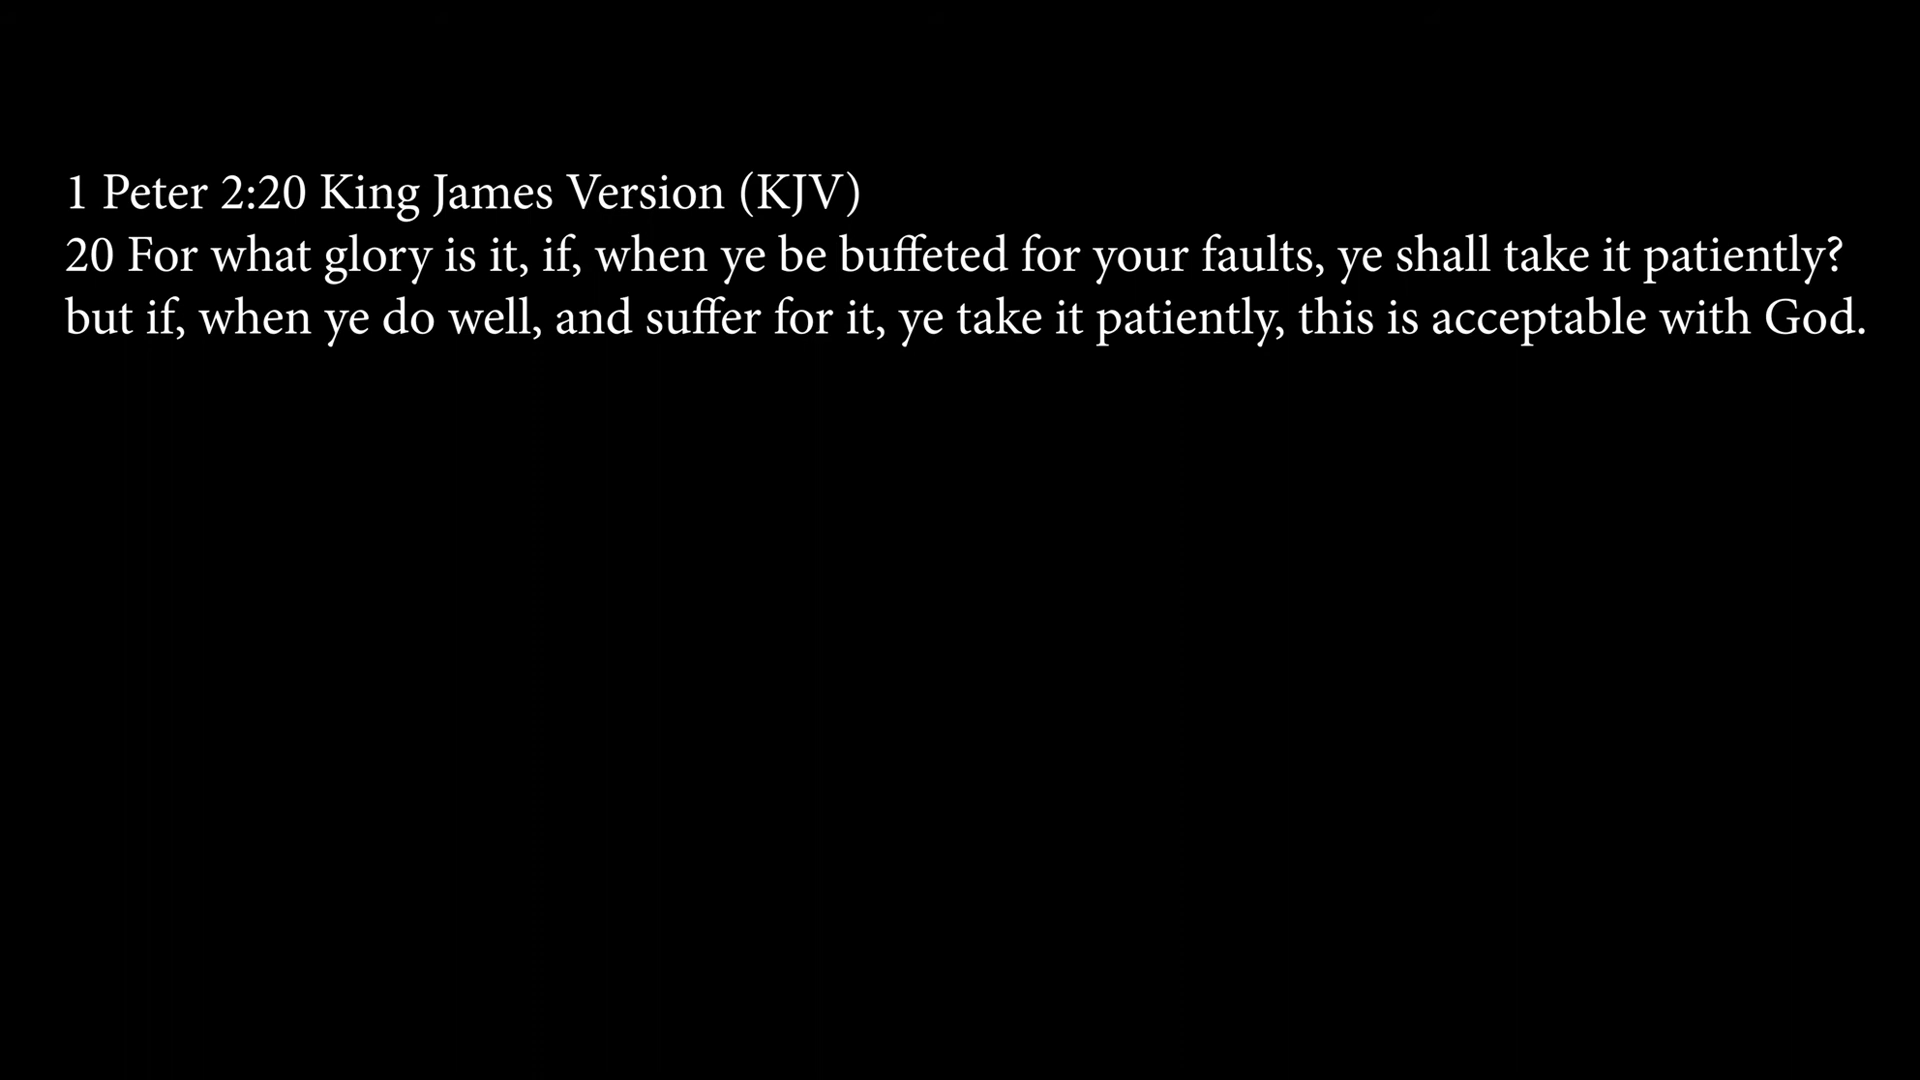 1 Peter 2:20 King James Version (KJV)
20 For what glory is it, if, when ye be buffeted for your faults, ye shall take it patiently?
but if, when ye do well, and suffer for it, ye take it patiently, this is acceptable with God.